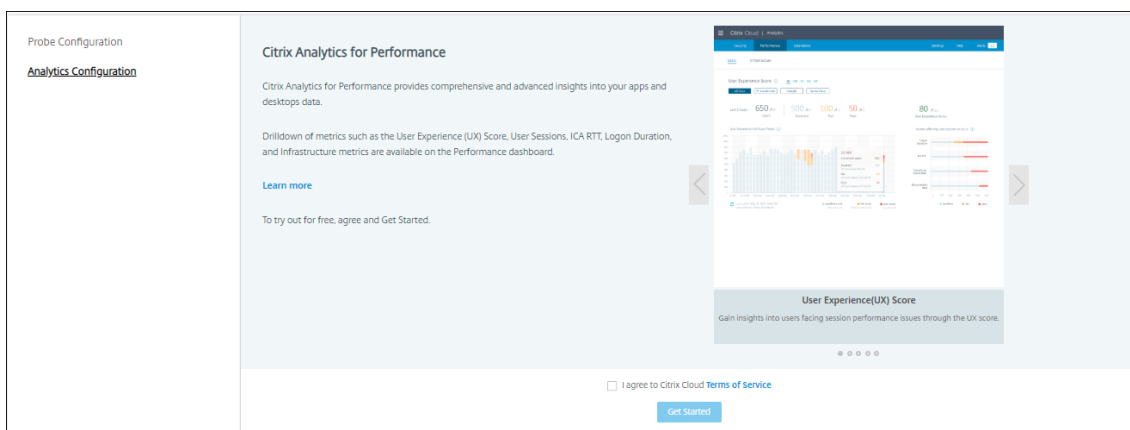 Probe Configuration
Analytics Configuration
Citrix Analytics for Performance
Citrix Analytics for Performance provides comprehensive and advanced insights into your apps and
desktops data.
Drilldown of metrics such as the User Experience (UX) Score, User Sessions, ICA RTT, Logon Duration,
and Infrastructure metrics are available on the Performance dashboard.
Learn more
To try out for free, agree and Get Started.
Citrix Cloud | Analytics
Security Performance Operations
Users Infrastructure
User Experience Score
650
500
100
50
80
User Experience(UX) Score
Gain insights into users facing session performance issues through the UX score.
I agree to Citrix Cloud Terms of Service
Get Started